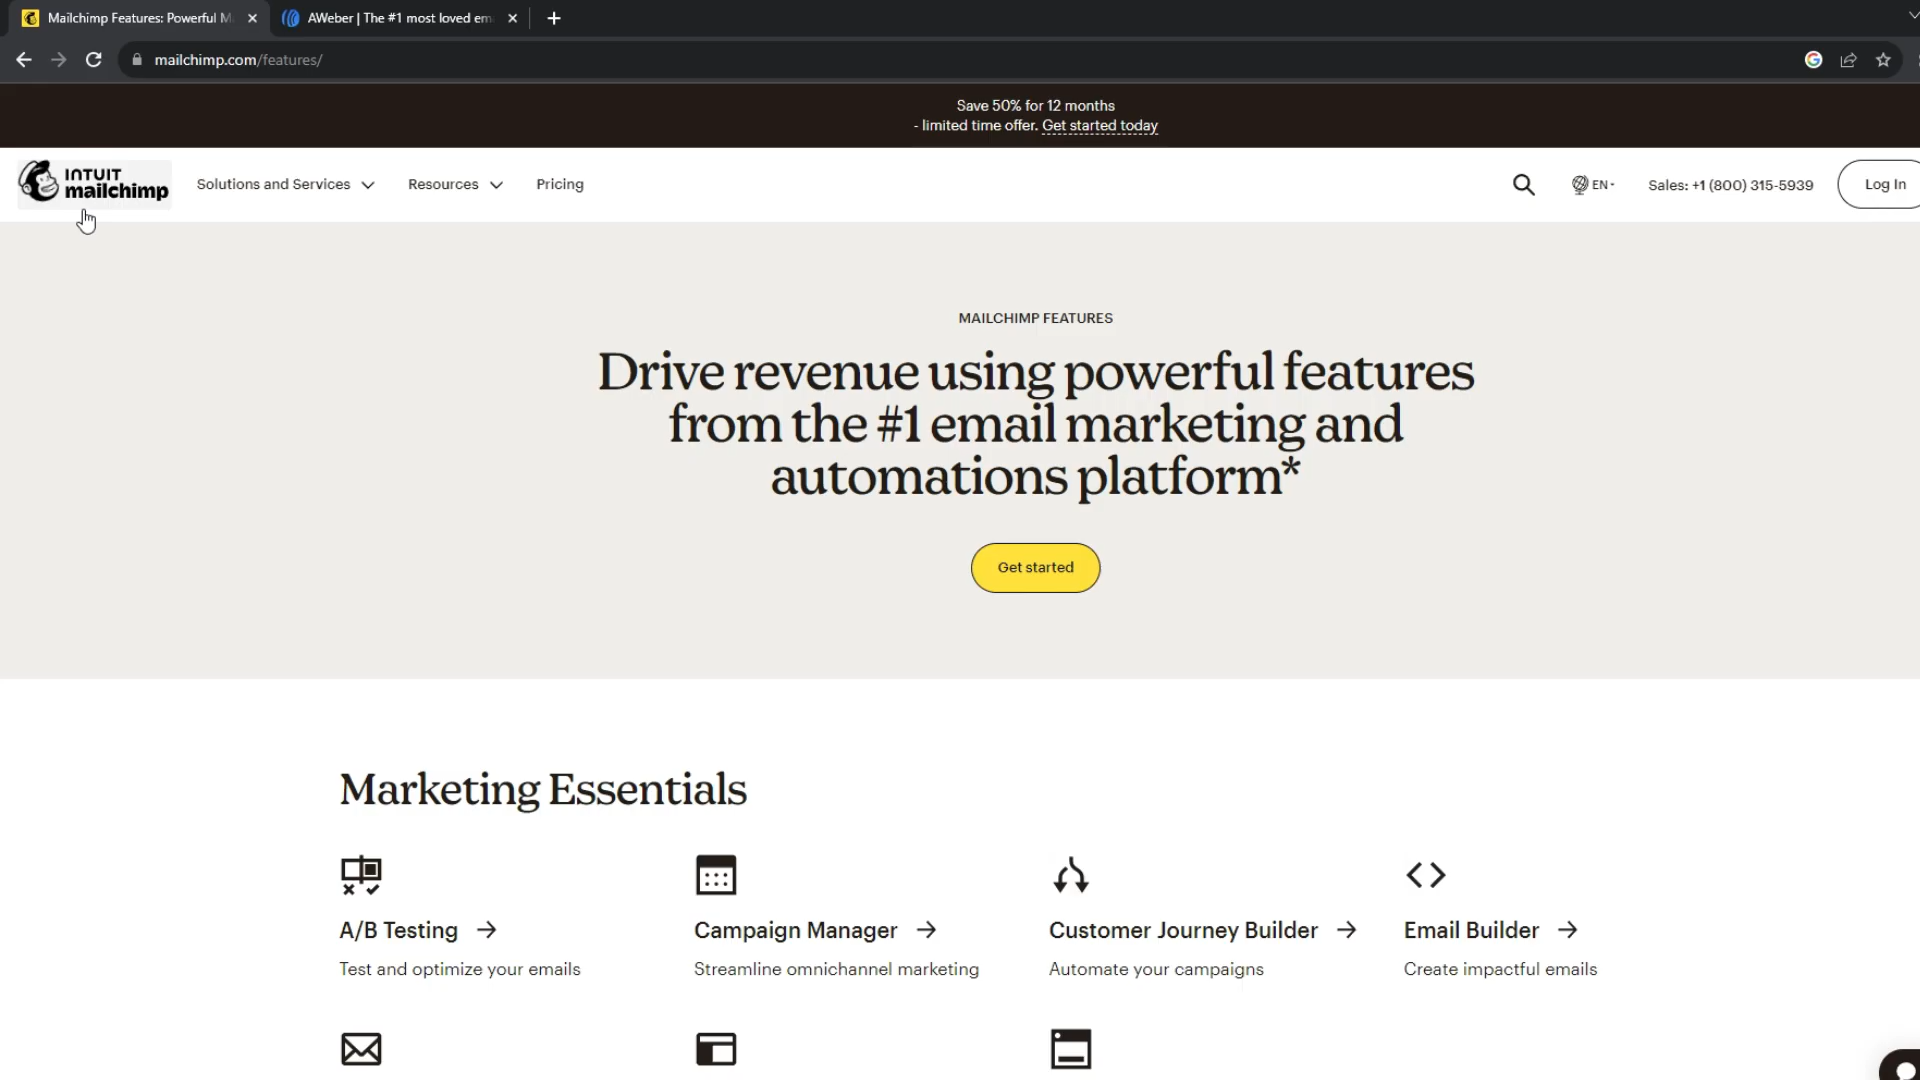 Mailchimp Features: Powerful M
AWeber | The #1 most loved em
mailchimp.com/features/
Save 50% for 12 months
- limited time offer. Get started today
INTUIT
mailchimp
Solutions and Services
Resources
Pricing
EN
Sales: +1 (800) 315-5939
Log In
MAILCHIMP FEATURES
Drive revenue using powerful features
from the #1 email marketing and
automations platform*
Get started
Marketing Essentials
A/B Testing →
Campaign Manager →
Customer Journey Builder →
Email Builder →
Test and optimize your emails
Streamline omnichannel marketing
Automate your campaigns
Create impactful emails